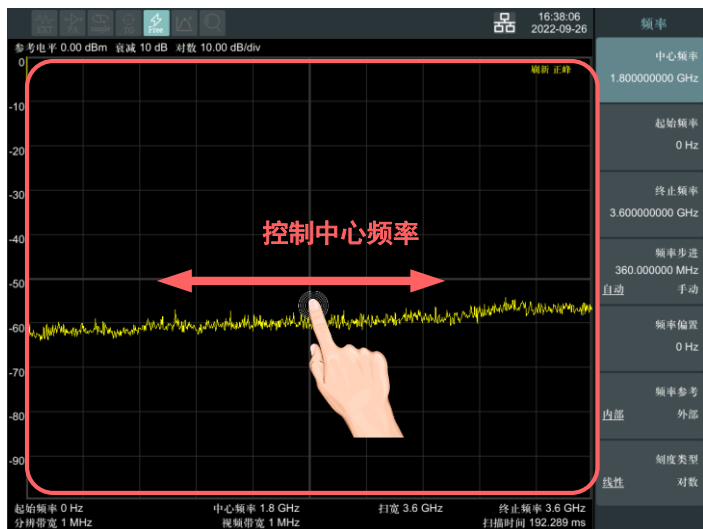 Free
16:38:06
2022-09-26
频率
参考电平 0.00 dBm 衰减 10 dB 对数 10.00 dB/div
刷新 正峰
0
-10
-20
-30
-40
-50
-60
-70
-80
-90
控制中心频率
中心频率
1.800000000 GHz
起始频率
0 Hz
终止频率
3.600000000 GHz
频率步进
360.000000 MHz
自动 手动
频率偏置
0 Hz
频率参考
内部 外部
刻度类型
线性 对数
起始频率 0 Hz 中心频率 1.8 GHz 扫宽 3.6 GHz 终止频率 3.6 GHz
分辨带宽 1 MHz 视频带宽 1 MHz 扫描时间 192.289 ms